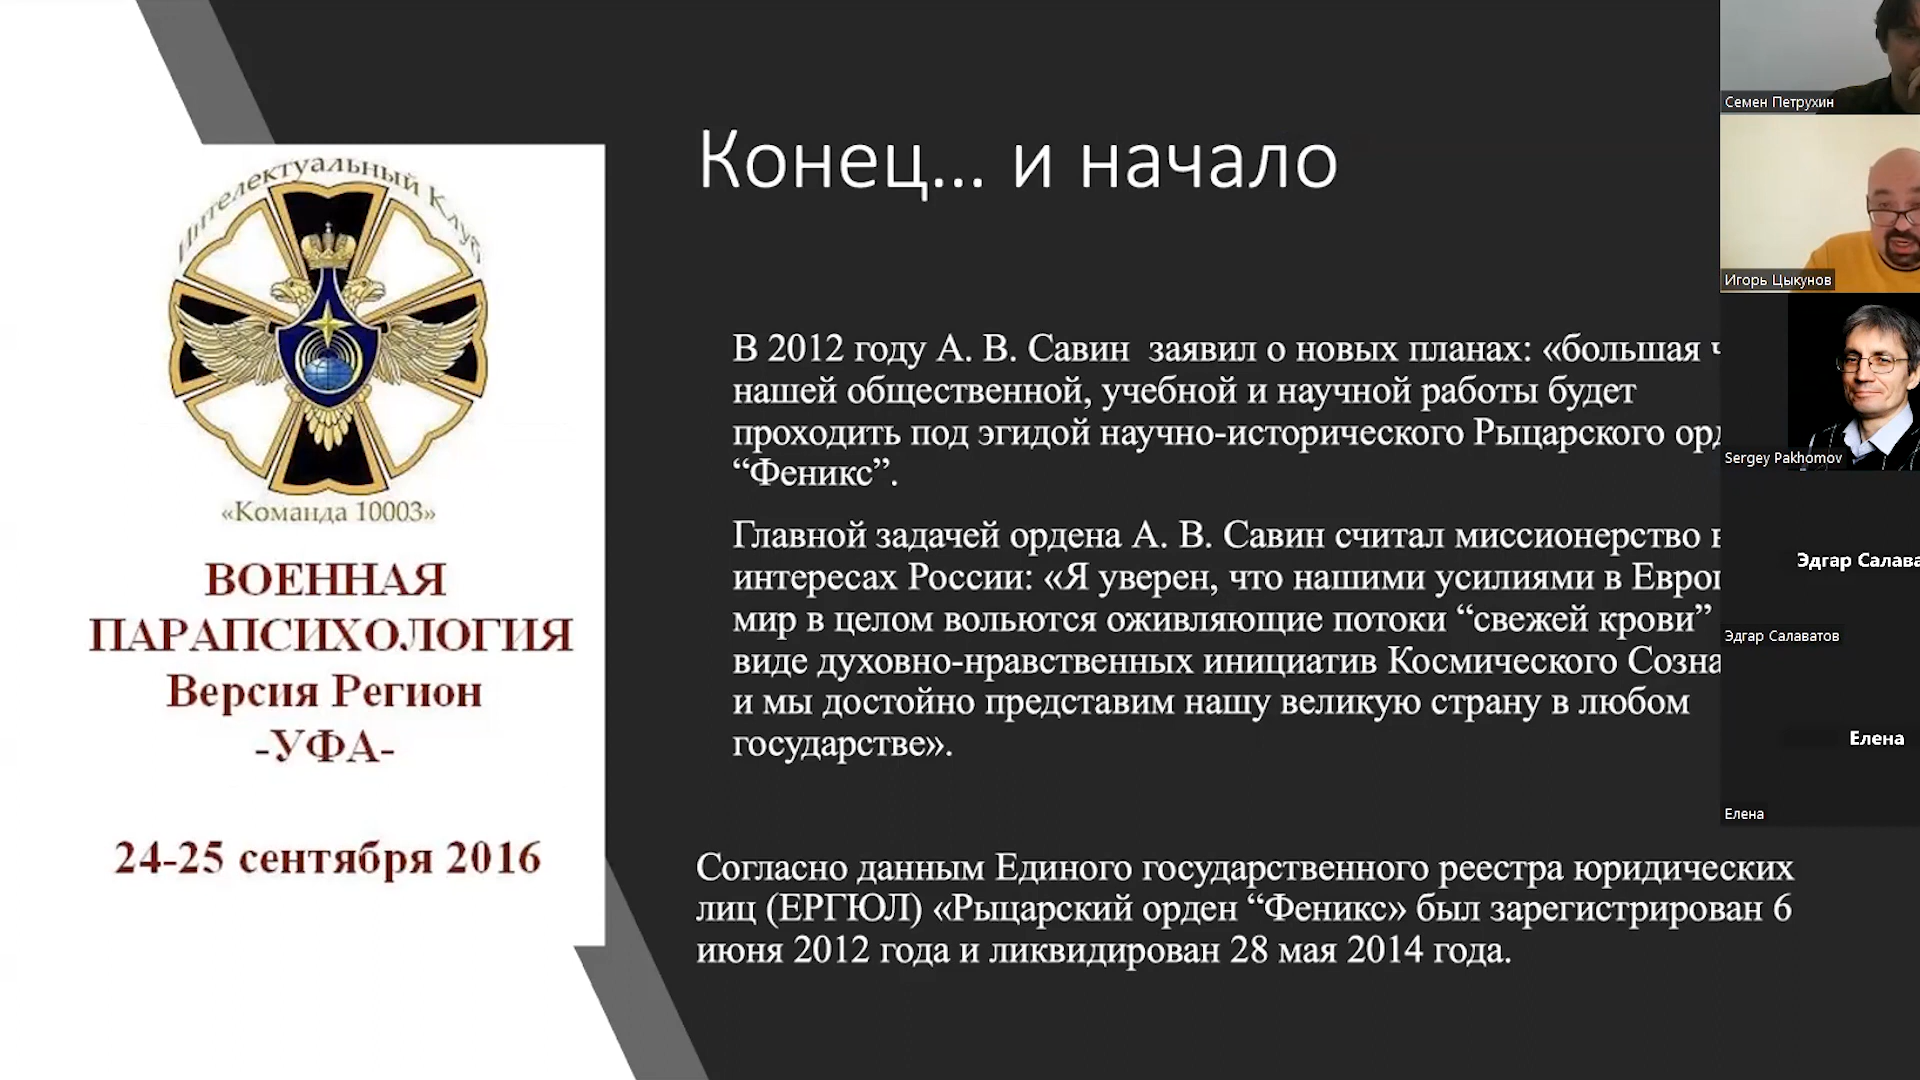 Интелектуальный Клуб
«Команда 10003»
ВОЕННАЯ
ПАРАПСИХОЛОГИЯ
Версия Регион
-УФА-
24-25 сентября 2016
Конец... и начало
В 2012 году А. В. Савин заявил о новых планах: «большая
нашей общественной, учебной и научной работы будет
проходить под эгидой научно-исторического Рыцарского
“Феникс”.
Главной задачей ордена А. В. Савин считал миссионерство
интересах России: «Я уверен, что нашими усилиями в
мир в целом вольются оживляющие потоки “свежей крови”
виде духовно-нравственных инициатив Космического
и мы достойно представим нашу великую страну в любом
государстве».
Согласно данным Единого государственного реестра юридических
лиц (ЕРГЮЛ) «Рыцарский орден “Феникс» был зарегистрирован 6
июня 2012 года и ликвидирован 28 мая 2014 года.
Семен Петрухин
Игорь Цыкунов
Sergey Pakhomov
Эдгар
Эдгар Салаватов
Елена
Елена